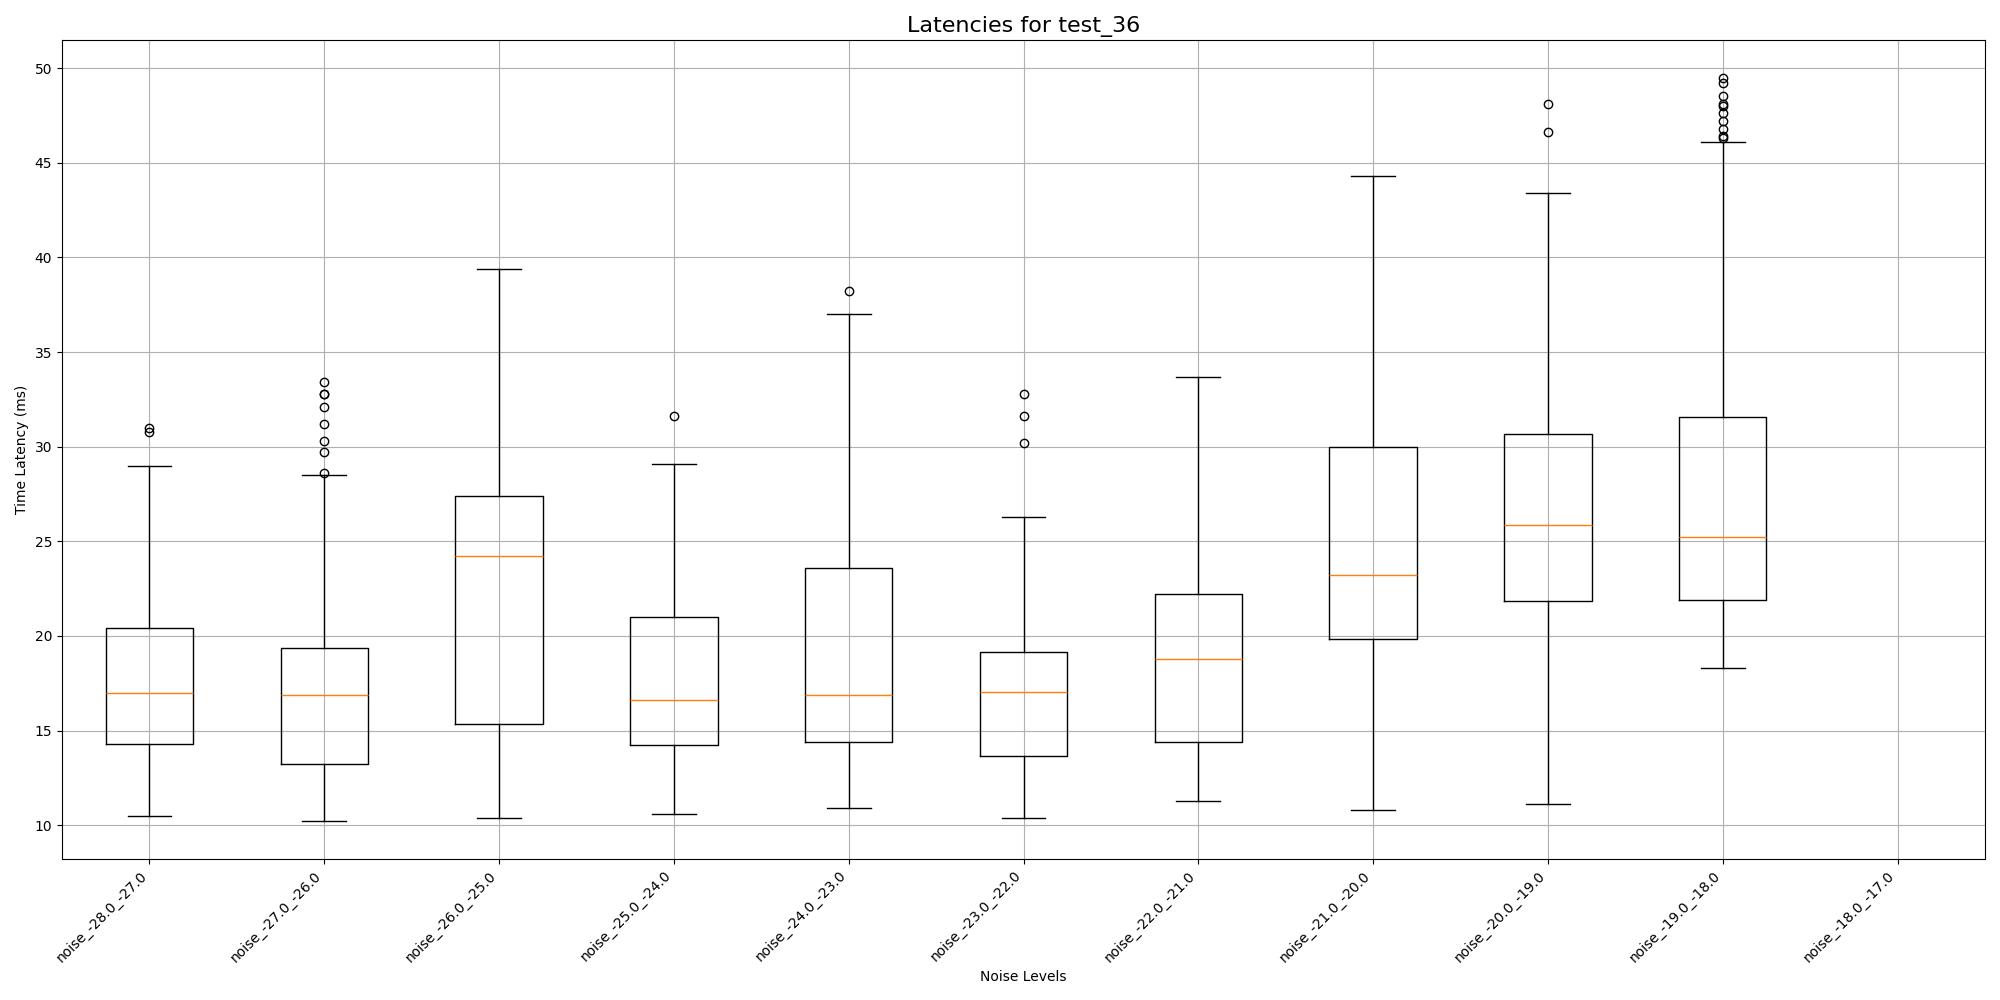 Latencies for test_36
Time Latency (ms)
50
45
40
35
30
25
20
15
10
noise_-28.0_-27.0
noise_-27.0_-26.0
noise_-26.0_-25.0
noise_-25.0_-24.0
noise_-24.0_-23.0
noise_-23.0_-22.0
noise_-22.0_-21.0
noise_-21.0_-20.0
noise_-20.0_-19.0
noise_-19.0_-18.0
noise_-18.0_-17.0
Noise Levels